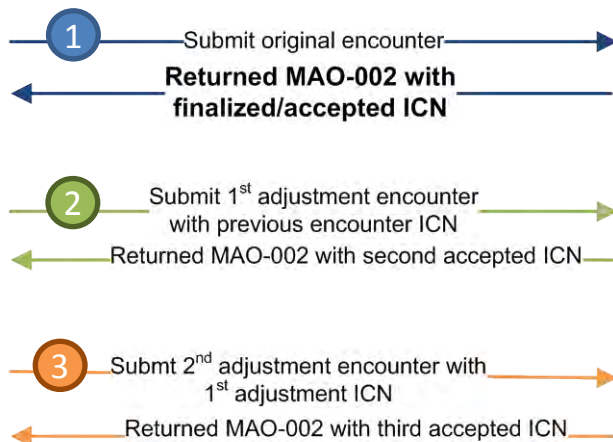 1
Submit original encounter
Returned MAO-002 with
finalized/accepted ICN
2
Submit 1st adjustment encounter
with previous encounter ICN
Returned MAO-002 with second accepted ICN
3
Submt 2nd adjustment encounter with
1st adjustment ICN
Returned MAO-002 with third accepted ICN